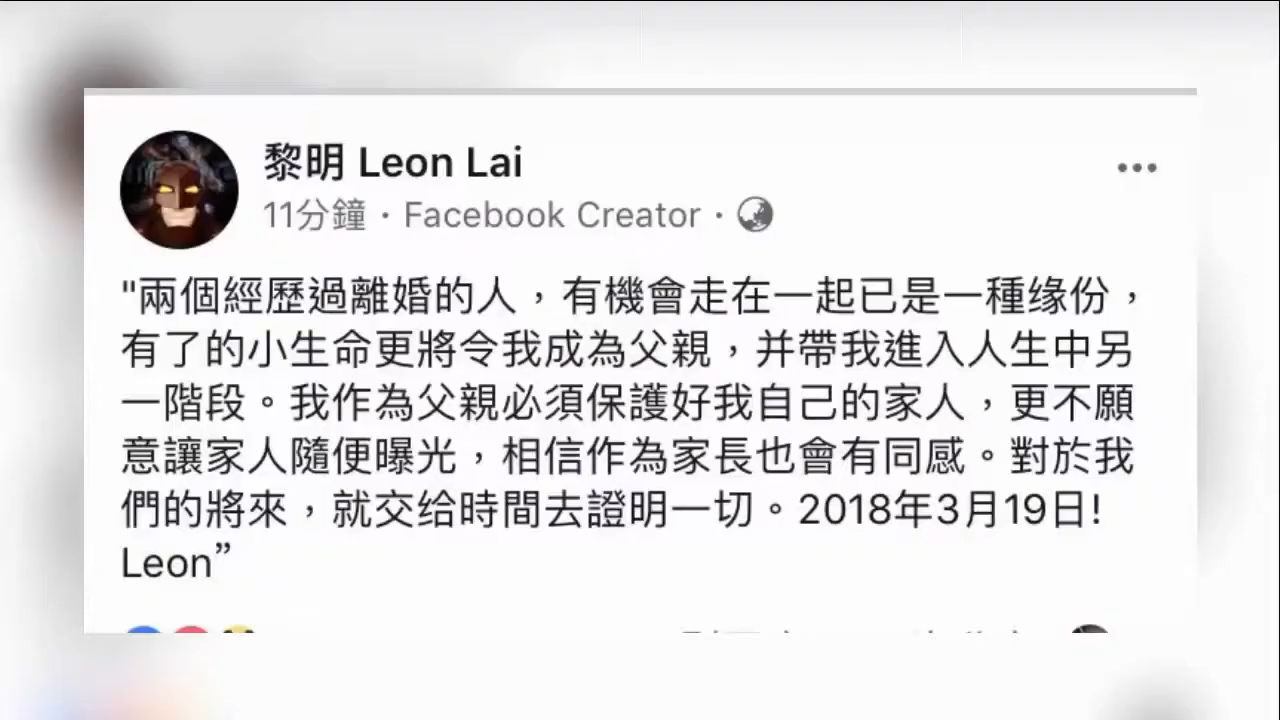 黎明 Leon Lai
11分鐘 · Facebook Creator ·
"兩個經歷過離婚的人，有機會走在一起已是一種缘份，
有了的小生命更將令我成為父親，并帶我進入人生中另
一階段。我作為父親必須保護好我自己的家人，更不願
意讓家人隨便曝光，相信作為家長也會有同感。對於我
們的將來，就交给時間去證明一切。2018年3月19日!
Leon”